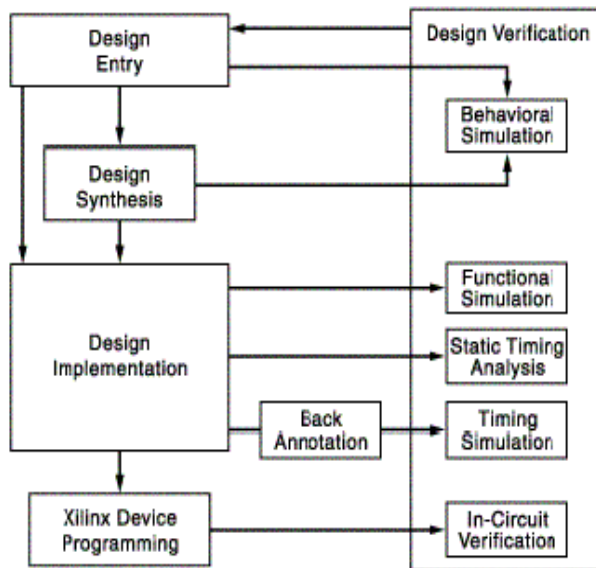 Design
Entry
Design Verification
Behavioral
Simulation
Design
Synthesis
Functional
Simulation
Design
Implementation
Static Timing
Analysis
Back
Annotation
Timing
Simulation
Xilinx Device
Programming
In-Circuit
Verification